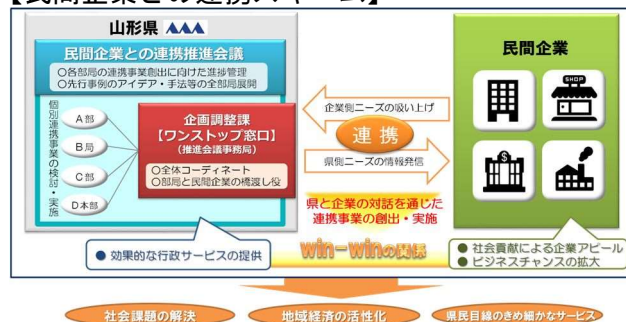 【民間企業との連携スキーム】
山形県
民間企業との連携推進会議
○各部局の連携事業創出に向けた進捗管理
○先行事例のアイデア・手法等の全部局展開
個別連携事業の検討・実施
A部
B局
C部
D本部
企画調整課
【ワンストップ窓口】
(推進会議事務局)
○全体コーディネート
○部局と民間企業の橋渡し役
企業側ニーズの吸い上げ
連携
県側ニーズの情報発信
県と企業の対話を通じた
連携事業の創出・実施
民間企業
SHOP
$
● 効果的な行政サービスの提供
win-winの関係
● 社会貢献による企業アピール
● ビジネスチャンスの拡大
社会課題の解決
地域経済の活性化
県民目線のきめ細かなサービス